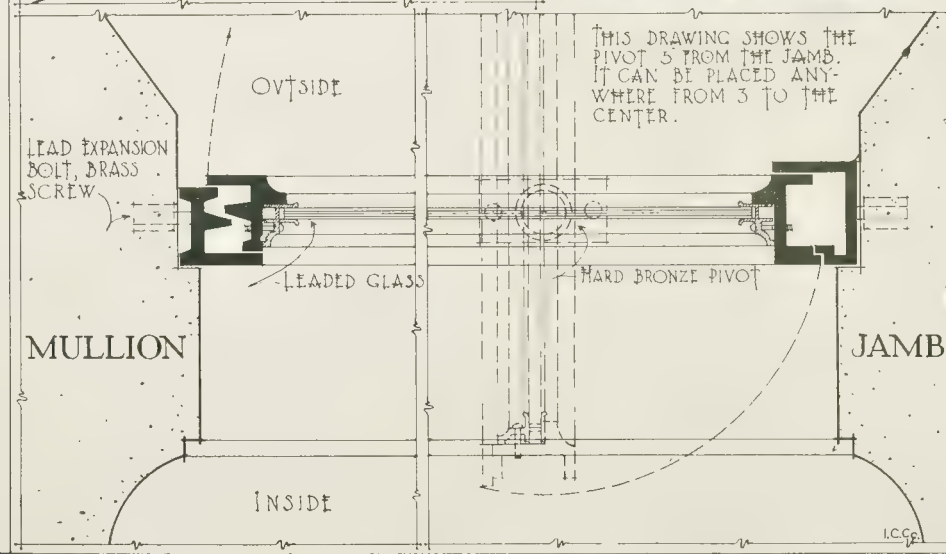 OVTSIDE
THIS DRAWING SHOWS THE
PIVOT 5 FROM THE JAMB.
IT CAN BE PLACED ANY-
WHERE FROM 3 TO THE
CENTER.
LEAD EXPANSION
BOLT, BRASS
SCREW
LEADED GLASS
HARD BRONZE PIVOT
MULLION
JAMB
INSIDE
I.C.Co.